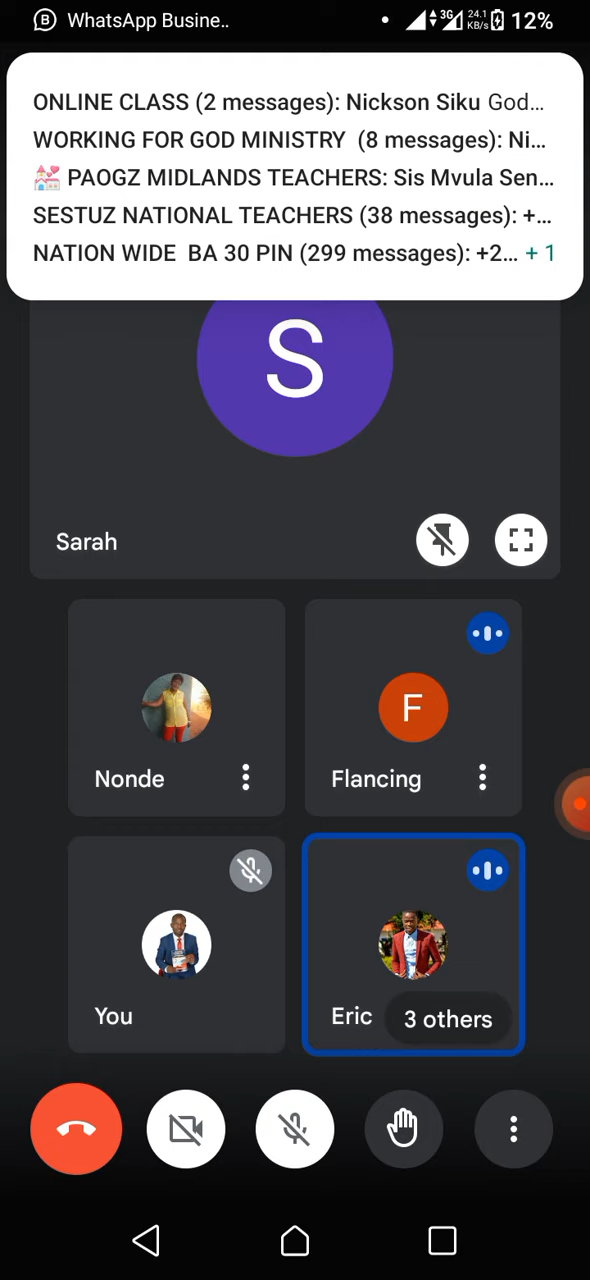 WhatsApp Busine..
3G 24.1 KB/s 12%
ONLINE CLASS (2 messages): Nickson Siku God...
WORKING FOR GOD MINISTRY (8 messages): Ni...
💒 PAOGZ MIDLANDS TEACHERS: Sis Mvula Sen...
SESTUZ NATIONAL TEACHERS (38 messages): +...
NATION WIDE BA 30 PIN (299 messages): +2... + 1
S
Sarah
F
Nonde
Flancing
You
Eric
3 others